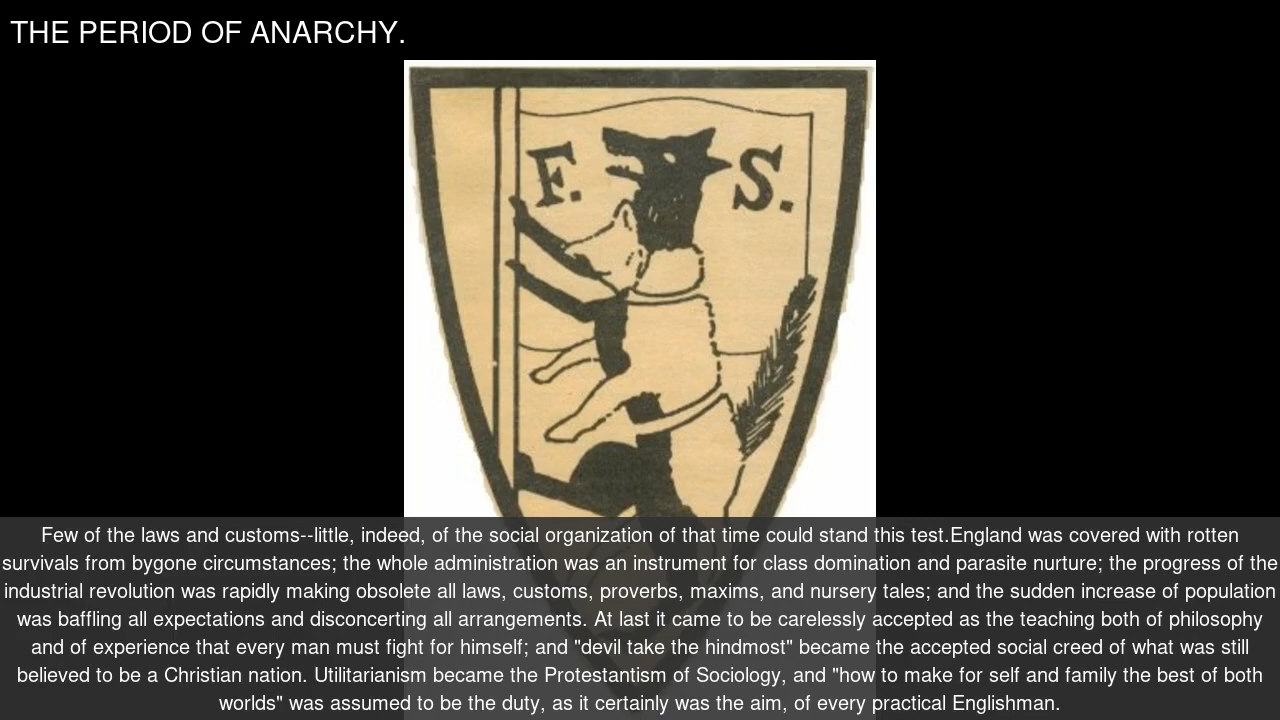 THE PERIOD OF ANARCHY.
F. S.
Few of the laws and customs--little, indeed, of the social organization of that time could stand this test.England was covered with rotten
survivals from bygone circumstances; the whole administration was an instrument for class domination and parasite nurture; the progress of the
industrial revolution was rapidly making obsolete all laws, customs, proverbs, maxims, and nursery tales; and the sudden increase of population
was baffling all expectations and disconcerting all arrangements. At last it came to be carelessly accepted as the teaching both of philosophy
and of experience that every man must fight for himself; and "devil take the hindmost" became the accepted social creed of what was still
believed to be a Christian nation. Utilitarianism became the Protestantism of Sociology, and "how to make for self and family the best of both
worlds" was assumed to be the duty, as it certainly was the aim, of every practical Englishman.